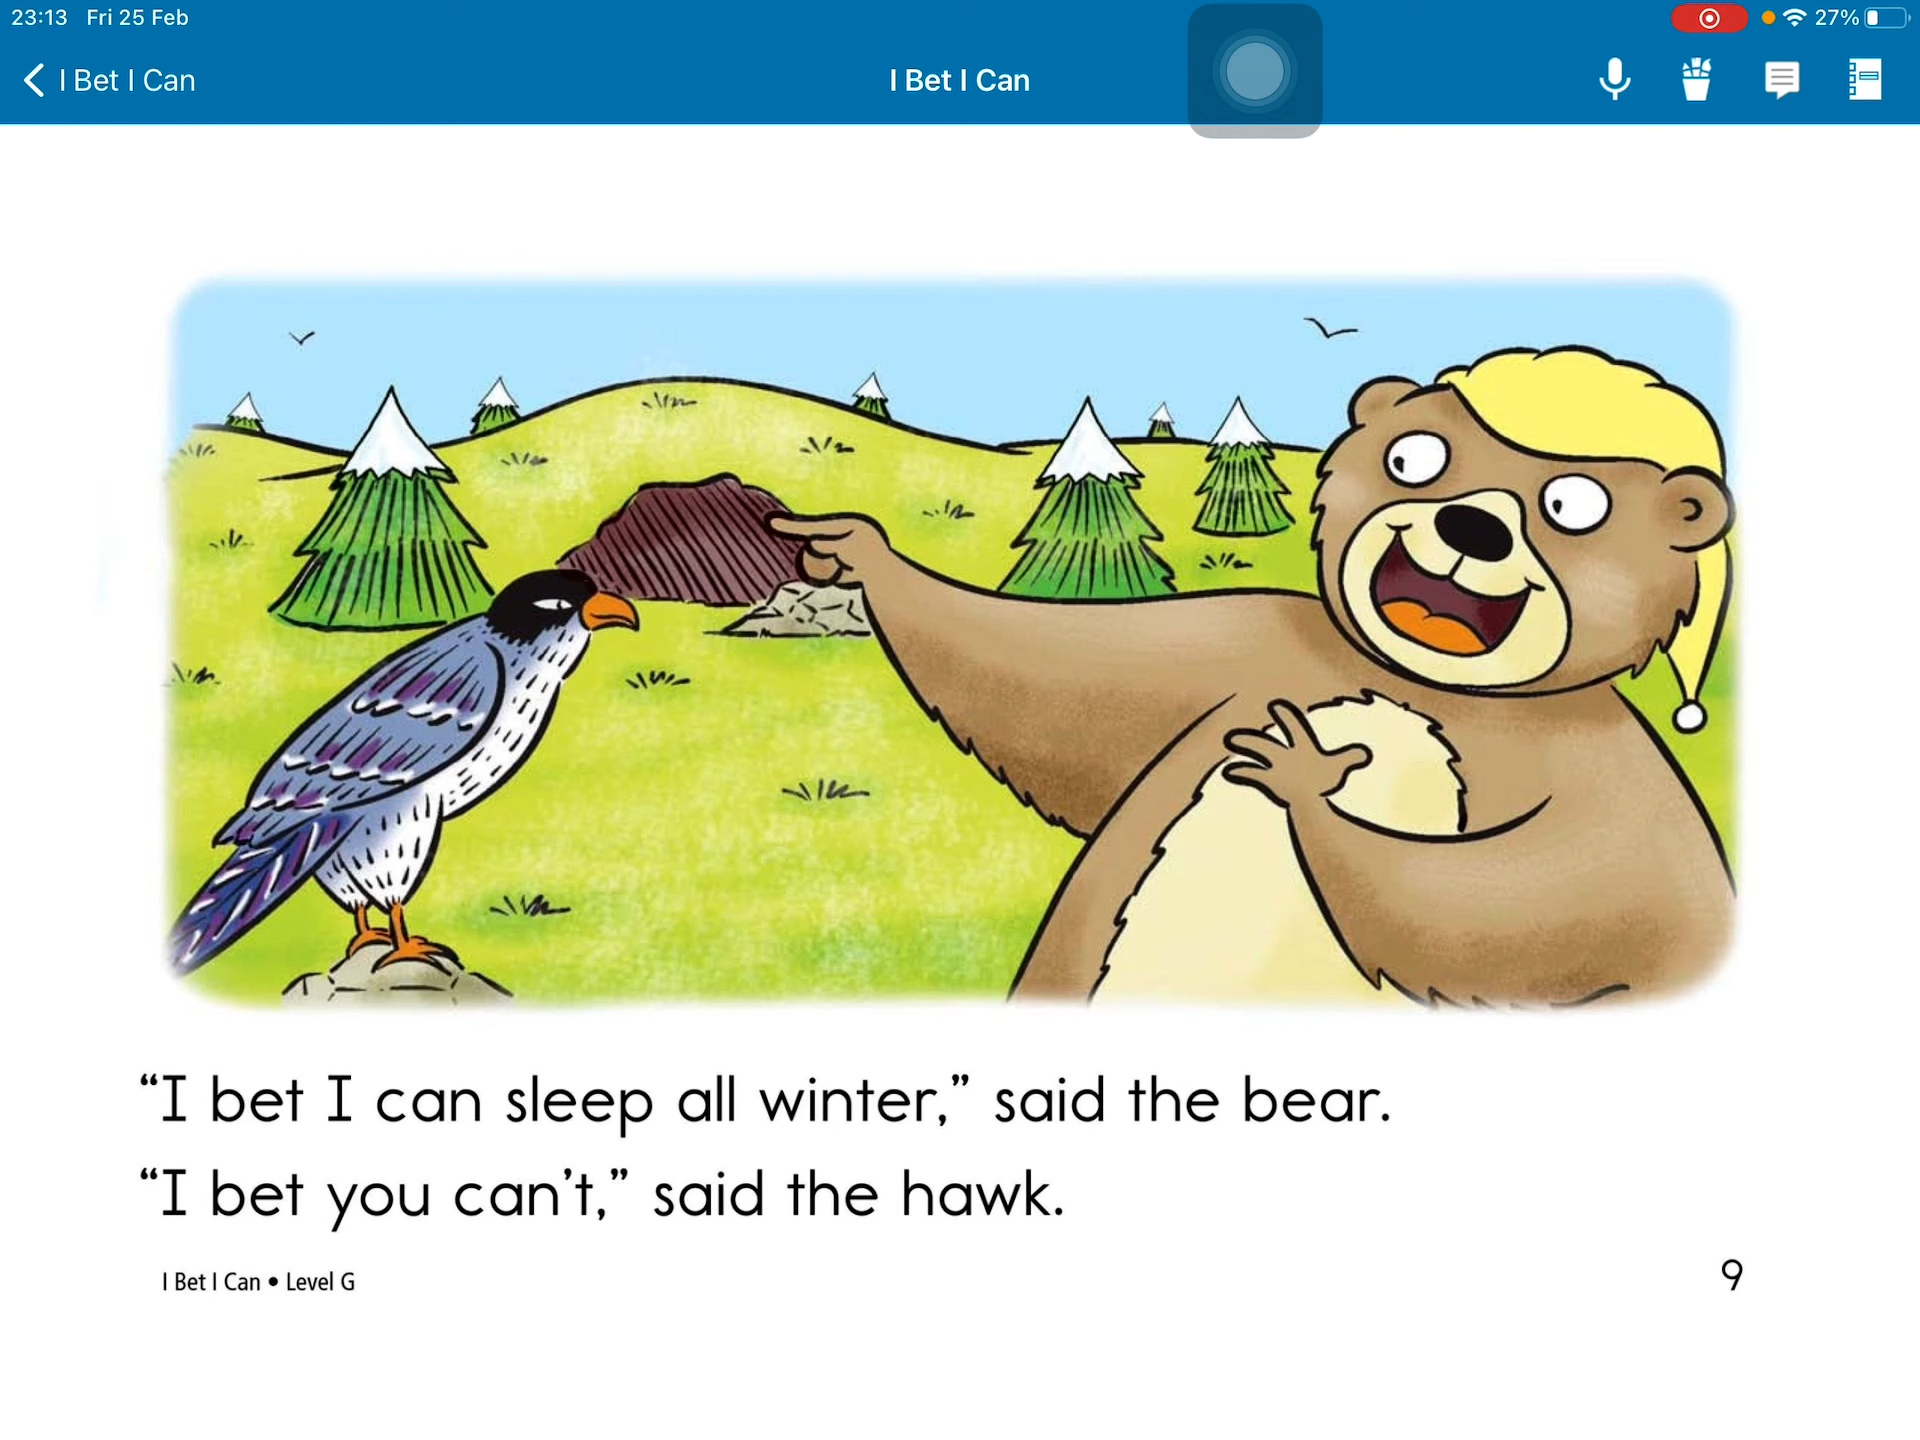 23:13 Fri 25 Feb 27%
I Bet I Can I Bet I Can
“I bet I can sleep all winter,” said the bear.
“I bet you can’t,” said the hawk.
I Bet I Can • Level G 9